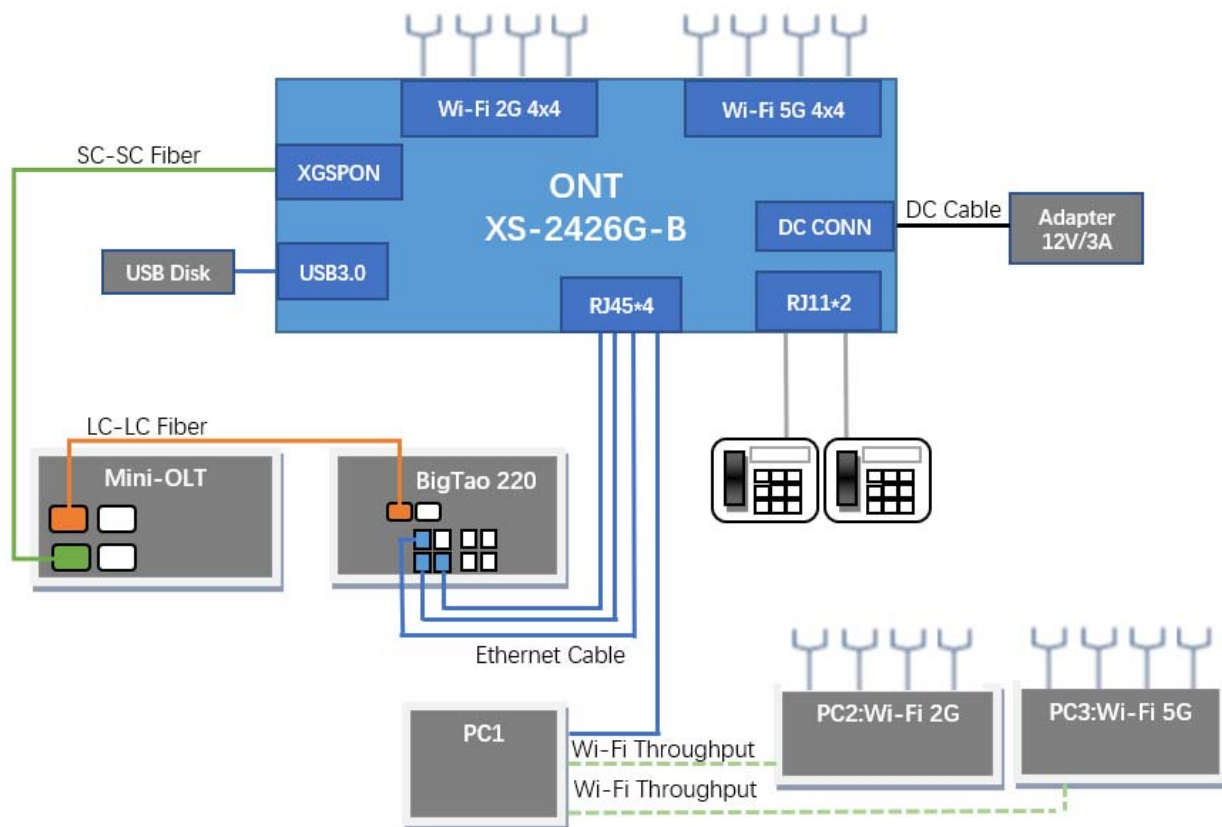 Wi-Fi 2G 4x4
Wi-Fi 5G 4x4
SC-SC Fiber
XGSPON
ONT
XS-2426G-B
DC CONN
DC Cable
Adapter
12V/3A
USB Disk
USB3.0
RJ45*4
RJ11*2
LC-LC Fiber
Mini-OLT
BigTao 220
Ethernet Cable
PC1
PC2:Wi-Fi 2G
PC3:Wi-Fi 5G
Wi-Fi Throughput
Wi-Fi Throughput